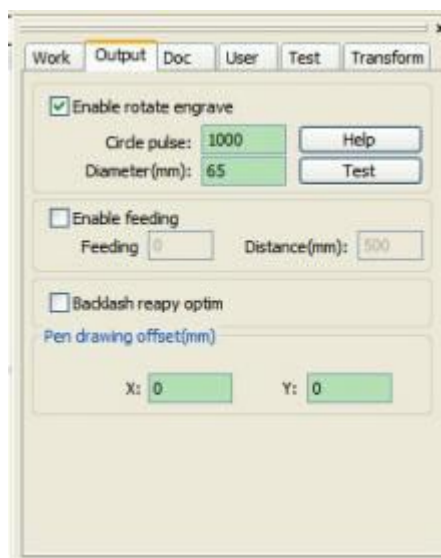 Work Output Doc User Test Transform
Enable rotate engrave
Circle pulse: 1000 Help
Diameter(mm): 65 Test
Enable feeding
Feeding 0 Distance(mm): 500
Backlash reapy optim
Pen drawing offset(mm)
X: 0 Y: 0